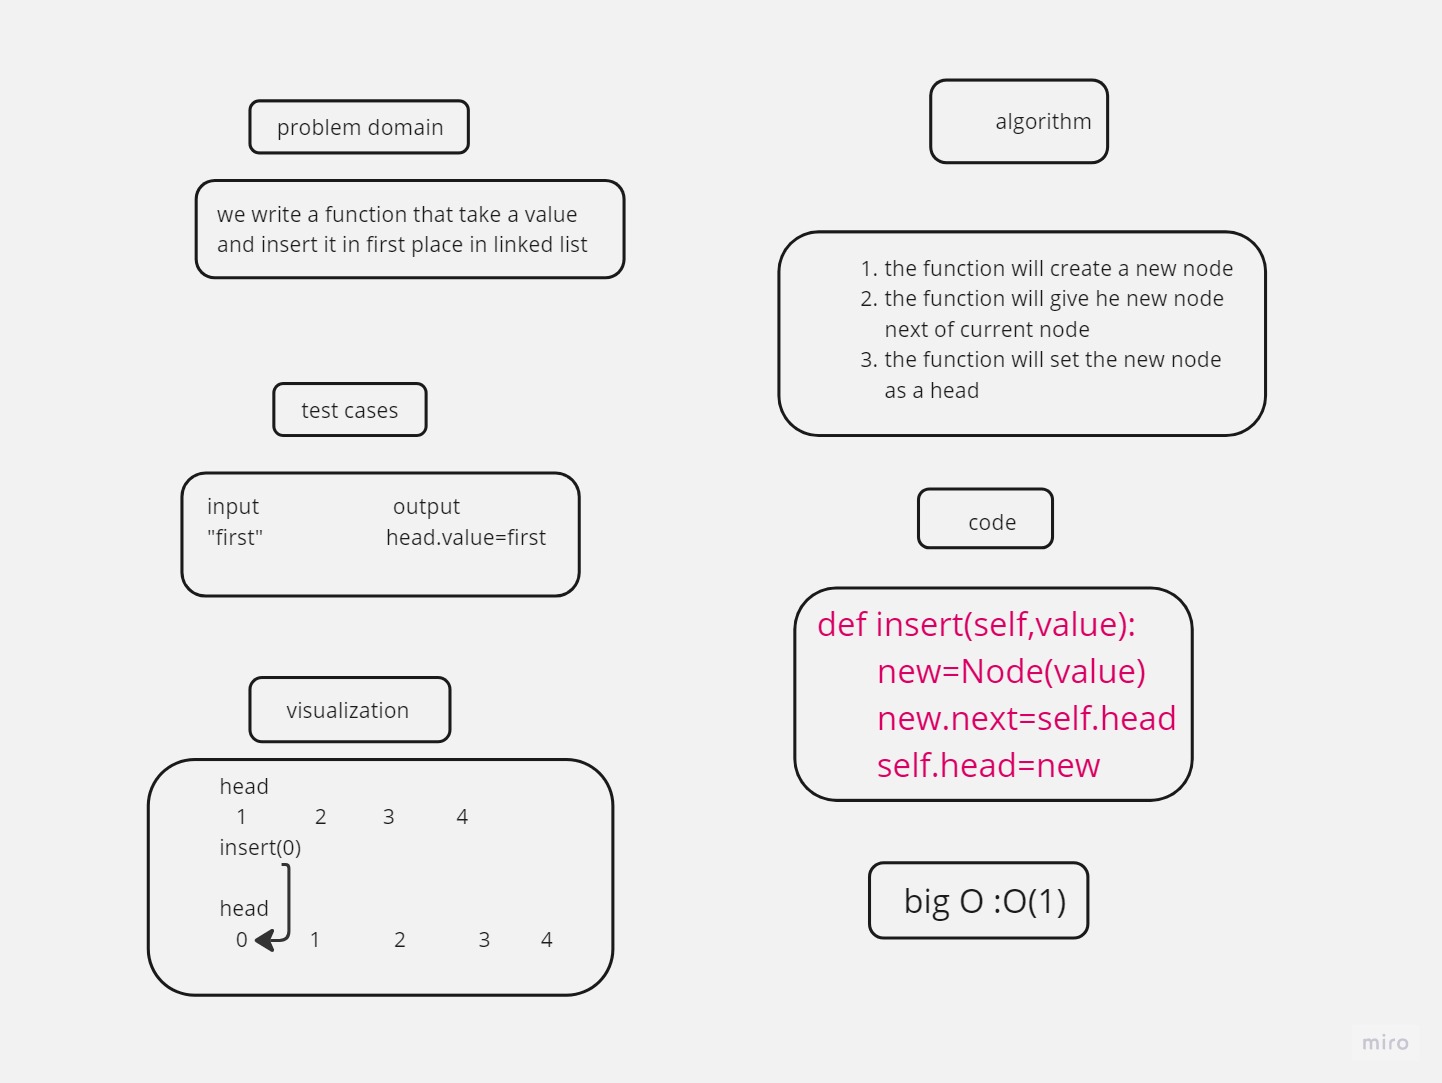 problem domain
we write a function that take a value
and insert it in first place in linked list
test cases
input output
"first" head.value=first
visualization
head
1 2 3 4
insert(0)
head
0 1 2 3 4
algorithm
1. the function will create a new node
2. the function will give he new node
next of current node
3. the function will set the new node
as a head
code
def insert(self,value):
new=Node(value)
new.next=self.head
self.head=new
big O :O(1)
miro